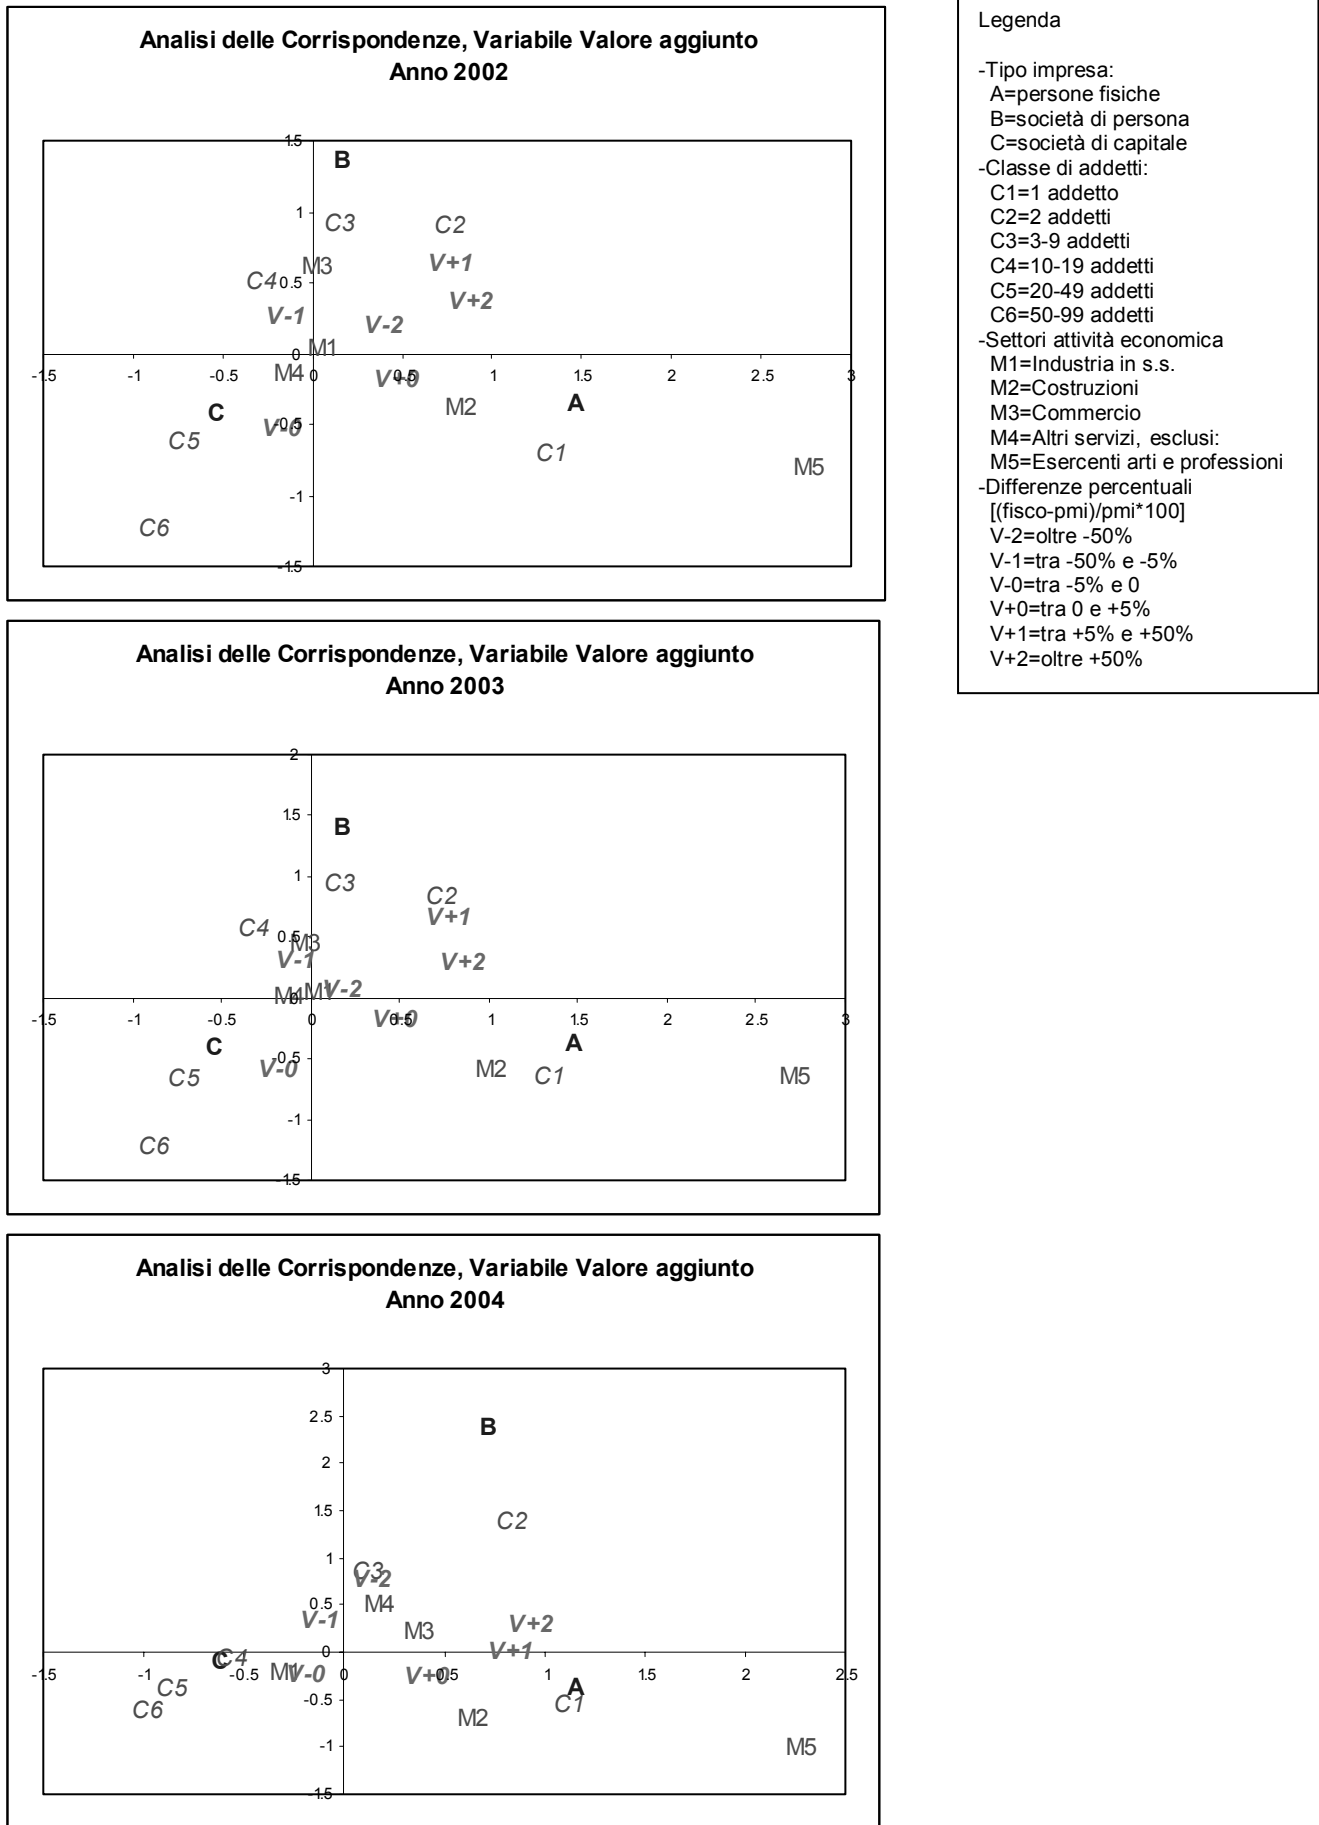 Analisi delle Corrispondenze, Variabile Valore aggiunto
Anno 2002
1.5
B
1
C3
C2
M3
V+1
C4
0.5
V+2
V-1
V-2
M1
0
-1.5
-1
-0.5
M4
0
V+0
0.5
1
1.5
2
2.5
3
C
M2
A
C5
V-0
-0.5
C1
M5
C6
-1
-1.5
Legenda
-Tipo impresa:
A=persone fisiche
B=società di persona
C=società di capitale
-Classe di addetti:
C1=1 addetto
C2=2 addetti
C3=3-9 addetti
C4=10-19 addetti
C5=20-49 addetti
C6=50-99 addetti
-Settori attività economica
M1=Industria in s.s.
M2=Costruzioni
M3=Commercio
M4=Altri servizi, esclusi:
M5=Esercenti arti e professioni
-Differenze percentuali
[(fisco-pmi)/pmi*100]
V-2=oltre -50%
V-1=tra -50% e -5%
V-0=tra -5% e 0
V+0=tra 0 e +5%
V+1=tra +5% e +50%
V+2=oltre +50%
Analisi delle Corrispondenze, Variabile Valore aggiunto
Anno 2003
2
1.5
B
1
C3
C2
V+1
C4
0.5
M3
V-1
V+2
M4
0
M1
V-2
-1.5
-1
-0.5
0
V+0
0.5
1
1.5
2
2.5
3
C
A
C5
V-0
-0.5
M2
C1
M5
-1
C6
-1.5
Analisi delle Corrispondenze, Variabile Valore aggiunto
Anno 2004
3
2.5
B
2
1.5
C2
1
C3
V-2
0.5
M4
V-1
M3
V+2
0
V+1
C
C4
-1.5
-1
-0.5
M1
V-0
0
V+0
0.5
1
1.5
2
2.5
C5
A
C6
-0.5
C1
M2
-1
M5
-1.5